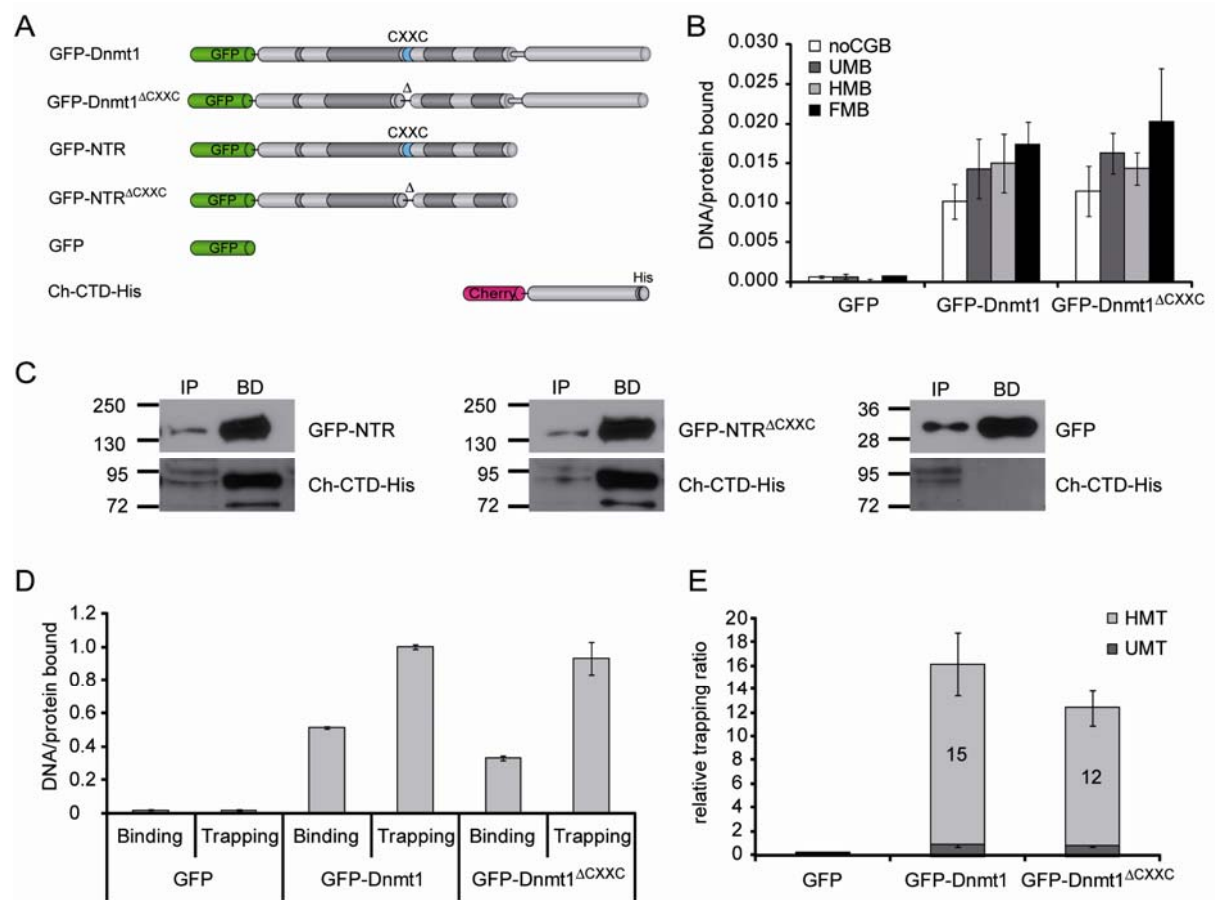 A
CXXC
GFP-Dnmt1
GFP
Δ
GFP-Dnmt1ΔCXXC
GFP
CXXC
GFP-NTR
GFP
Δ
GFP-NTRΔCXXC
GFP
GFP
GFP
His
Ch-CTD-His
Cherry
B
DNA/protein bound
0.030
0.025
0.020
0.015
0.010
0.005
0.000
noCGB
UMB
HMB
FMB
GFP
GFP-Dnmt1
GFP-Dnmt1ΔCXXC
C
IP BD
250
130
GFP-NTR
95
72
Ch-CTD-His
IP BD
250
130
GFP-NTRΔCXXC
95
72
Ch-CTD-His
IP BD
36
28
GFP
95
72
Ch-CTD-His
D
DNA/protein bound
1.2
1.0
0.8
0.6
0.4
0.2
0
Binding Trapping Binding Trapping Binding Trapping
GFP GFP-Dnmt1 GFP-Dnmt1ΔCXXC
E
relative trapping ratio
20
18
16
14
12
10
8
6
4
2
0
HMT
UMT
15
12
GFP GFP-Dnmt1 GFP-Dnmt1ΔCXXC